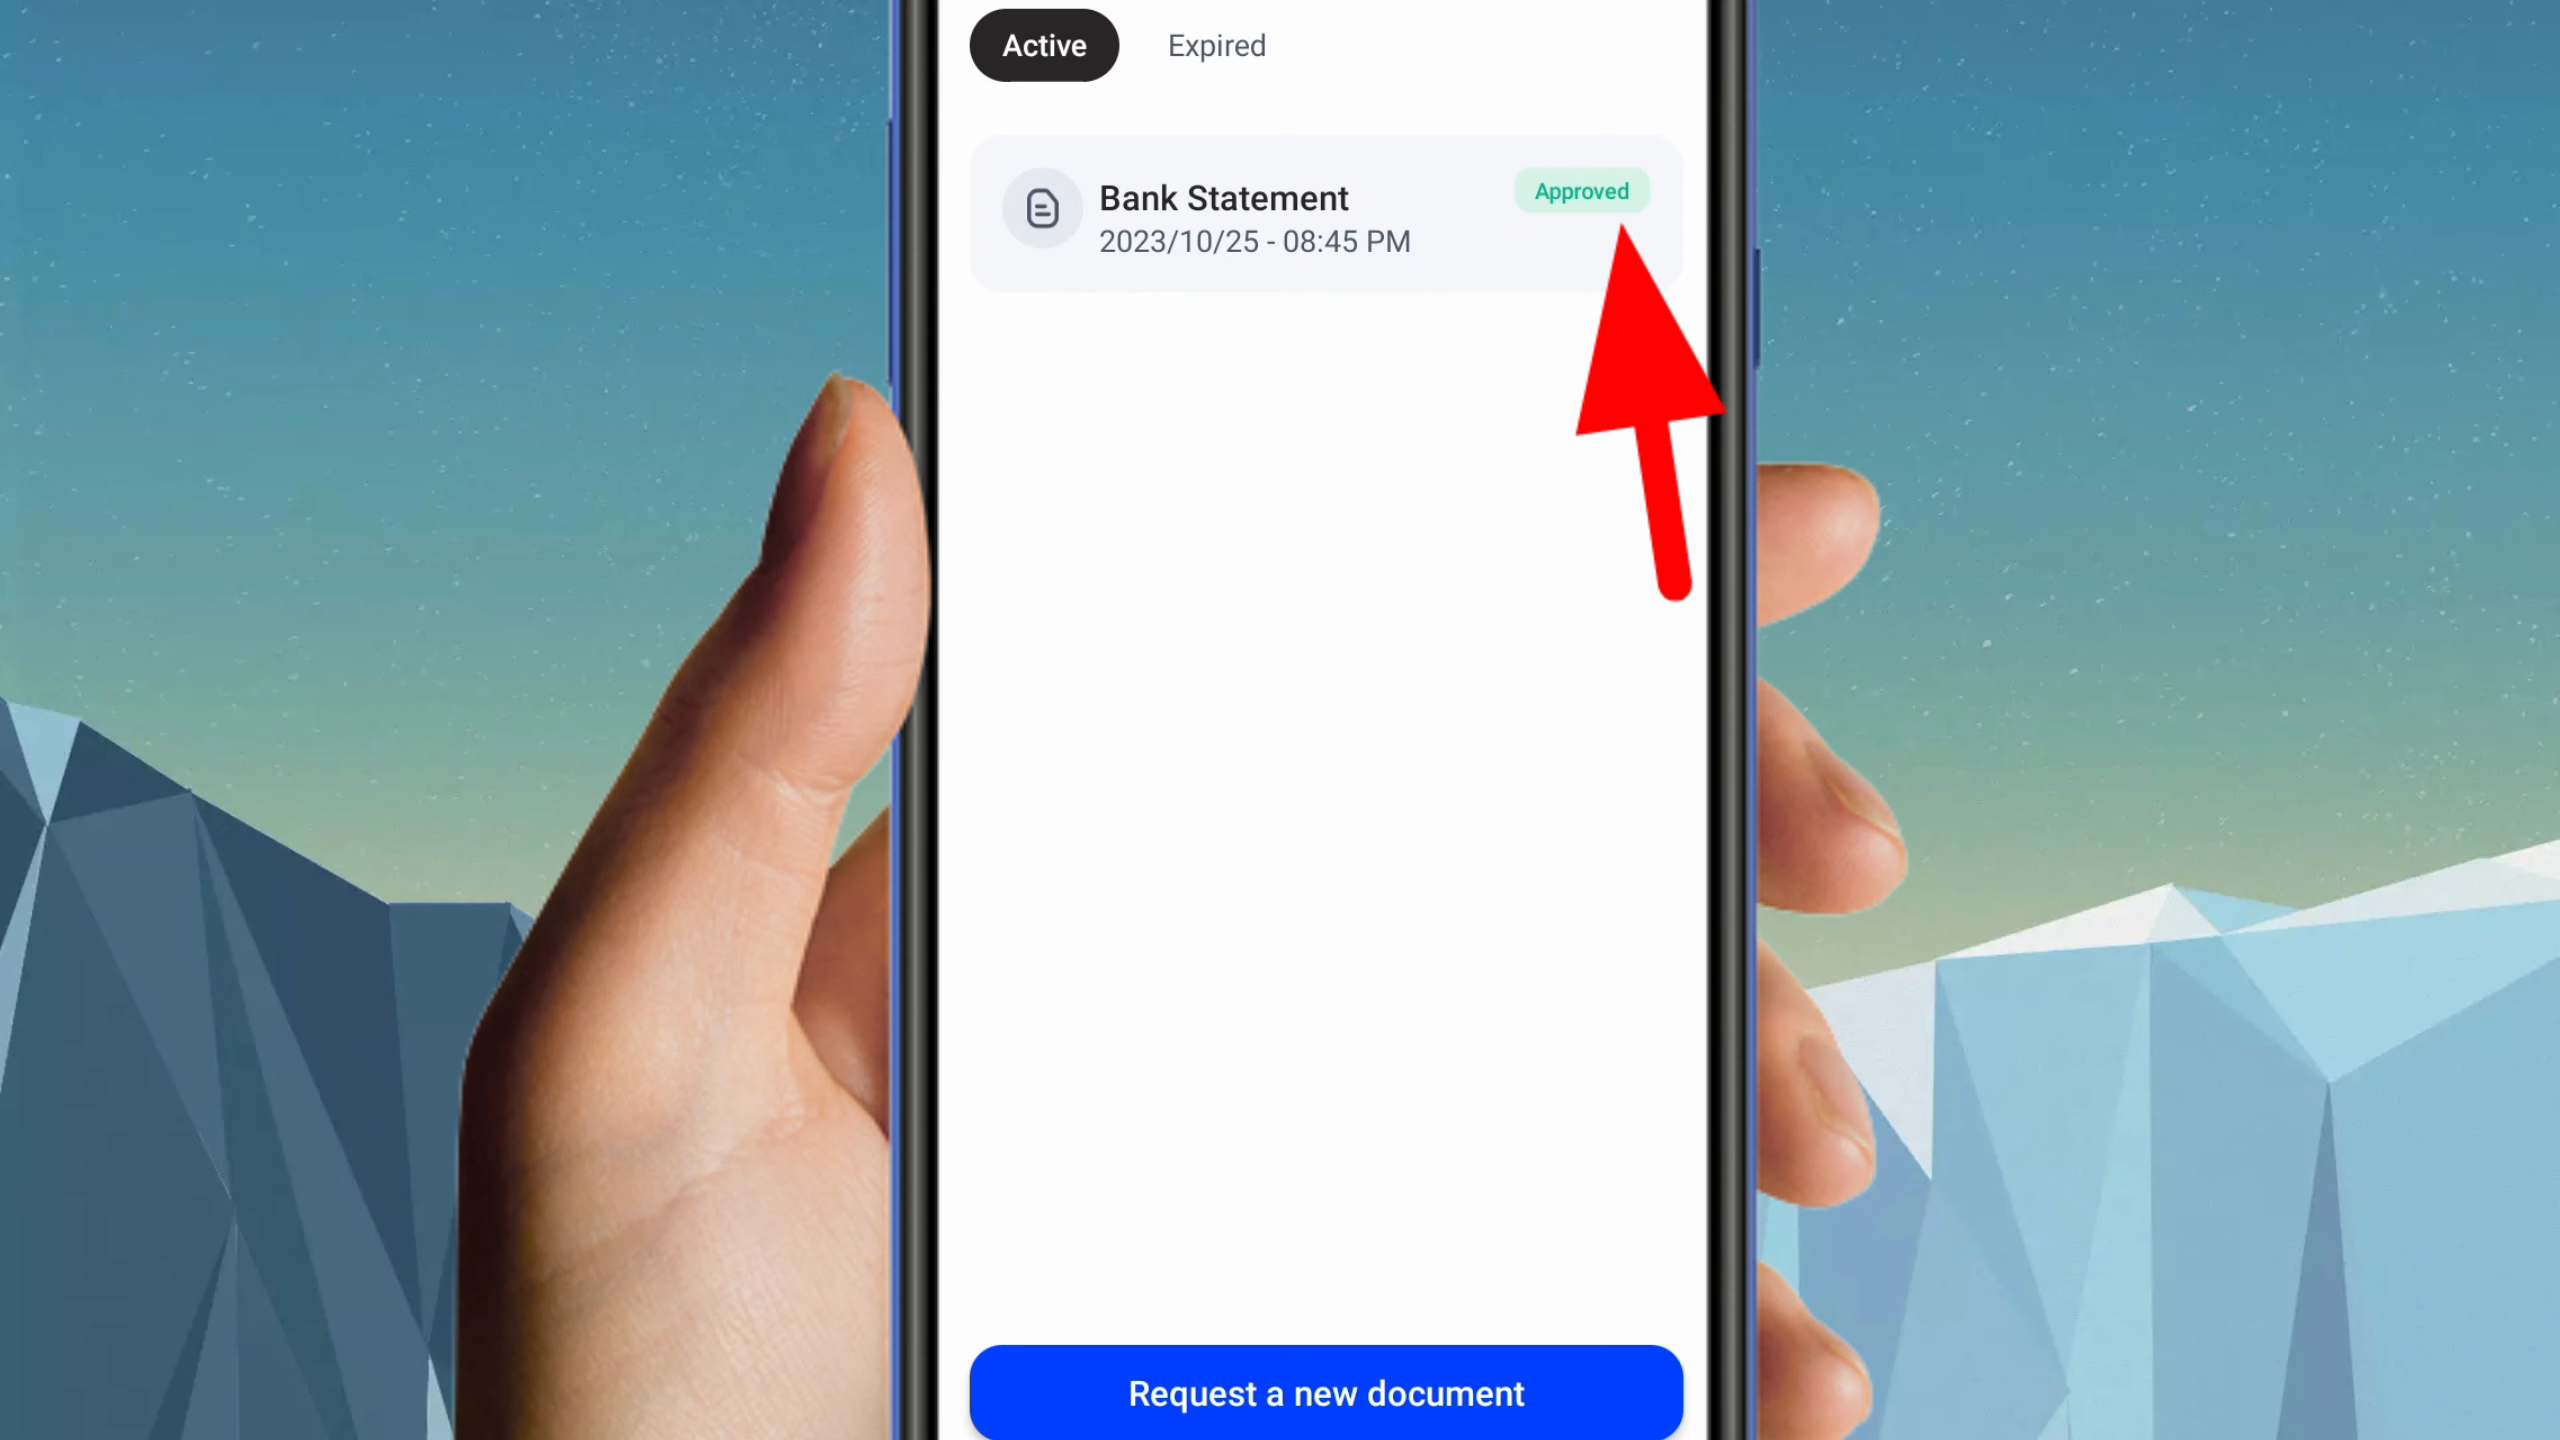 Active
Expired
Bank Statement
Approved
2023/10/25 - 08:45 PM
Request a new document